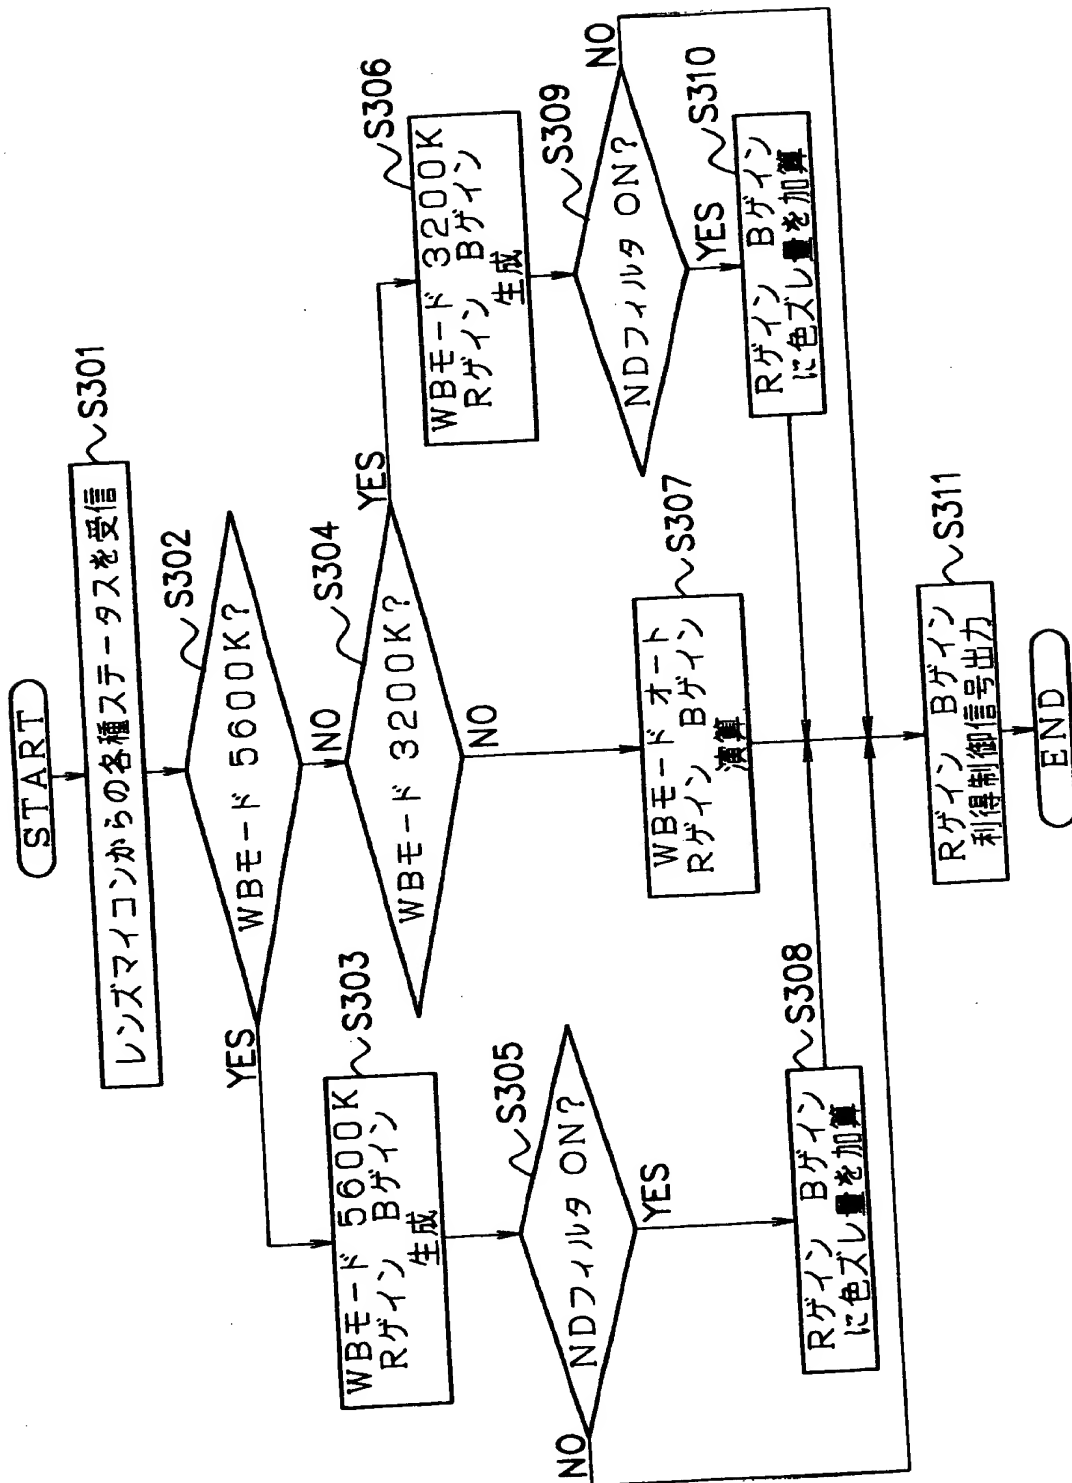 START
レンズマイコンからの各種ステータスを受信
S301
WBモード 5600K?
S302
YES
NO
WBモード 5600K
Rゲイン Bゲイン
生成
S303
WBモード 3200K?
S304
YES
NO
WBモード 3200K
Rゲイン Bゲイン
生成
S306
NDフィルタ ON?
S305
NO
YES
NDフィルタ ON?
S309
NO
YES
WBモード オート
Rゲイン Bゲイン
演算
S307
Rゲイン Bゲイン
に色ズレ量を加算
S308
Rゲイン Bゲイン
に色ズレ量を加算
S310
Rゲイン Bゲイン
利得制御信号出力
S311
END